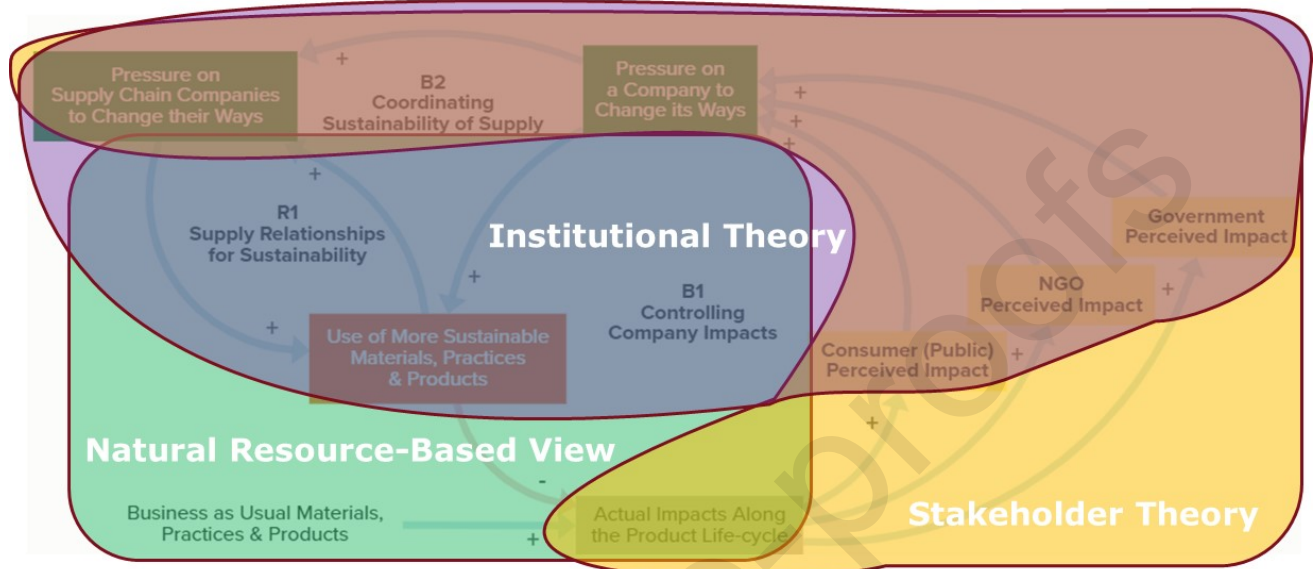 Pressure on
Supply Chain Companies
to Change their Ways
+
B2
Coordinating
Sustainability of Supply
Pressure on
a Company to
Change its Ways
+
+
+
+
R1
Supply Relationships
for Sustainability
Institutional Theory
Government
Perceived Impact
+
B1
Controlling
Company Impacts
NGO
Perceived Impact
+
+
Use of More Sustainable
Materials, Practices
& Products
Consumer (Public)
Perceived Impact
+
+
Natural Resource-Based View
-
Business as Usual Materials,
Practices & Products
+
Actual Impacts Along
the Product Life-cycle
Stakeholder Theory
-proofs